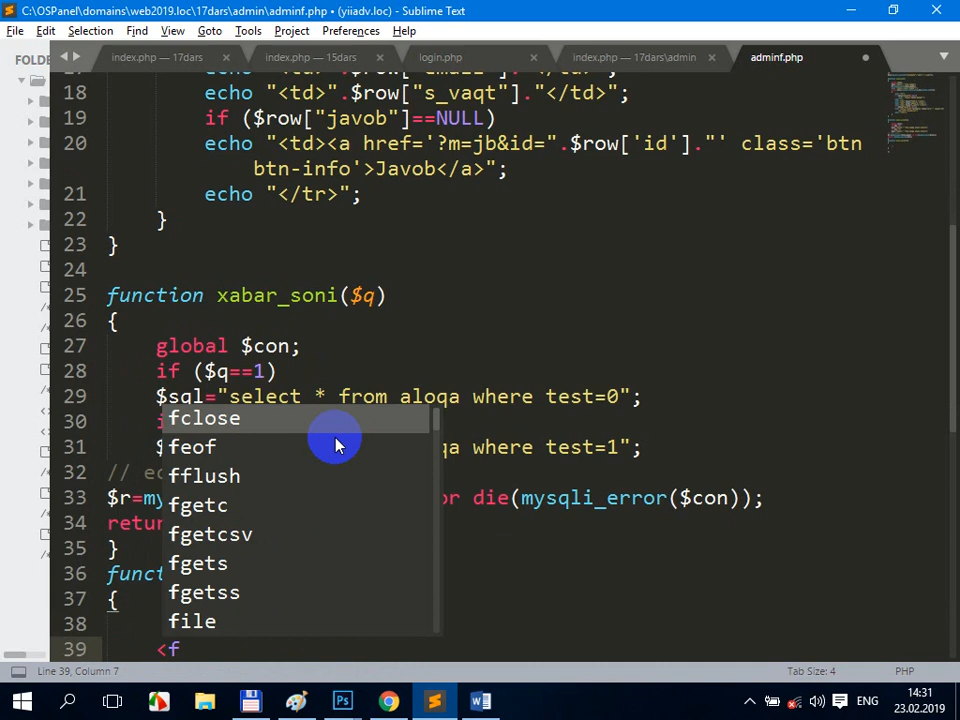 C:\OSPanel\domains\web2019.loc\17dars\admin\adminf.php • (yiiadv.loc) - Sublime Text
File Edit Selection Find View Goto Tools Project Preferences Help
FOLD index.php — 17dars index.php — 15dars login.php index.php — 17dars\admin adminf.php
18 echo "<td>".$row["s_vaqt"]."</td>";
19 if ($row["javob"]==NULL)
20 echo "<td><a href='?m=jb&id=".$row['id']."' class='btn
btn-info'>Javob</a>";
21 echo "</tr>";
22 }
23 }
24
25 function xabar_soni($q)
26 {
27 global $con;
28 if ($q==1)
29 $sql="select * from aloqa where test=0";
fclose
30
feof
31 qa where test=1";
fflush
32 // e
33 $r=my or die(mysqli_error($con));
fgetc
34 retur
fgetcsv
35 }
fgets
36 funct
fgetss
37 {
file
38
39 <f
Line 39, Column 7 Tab Size: 4 PHP
ENG 14:31
23.02.2019